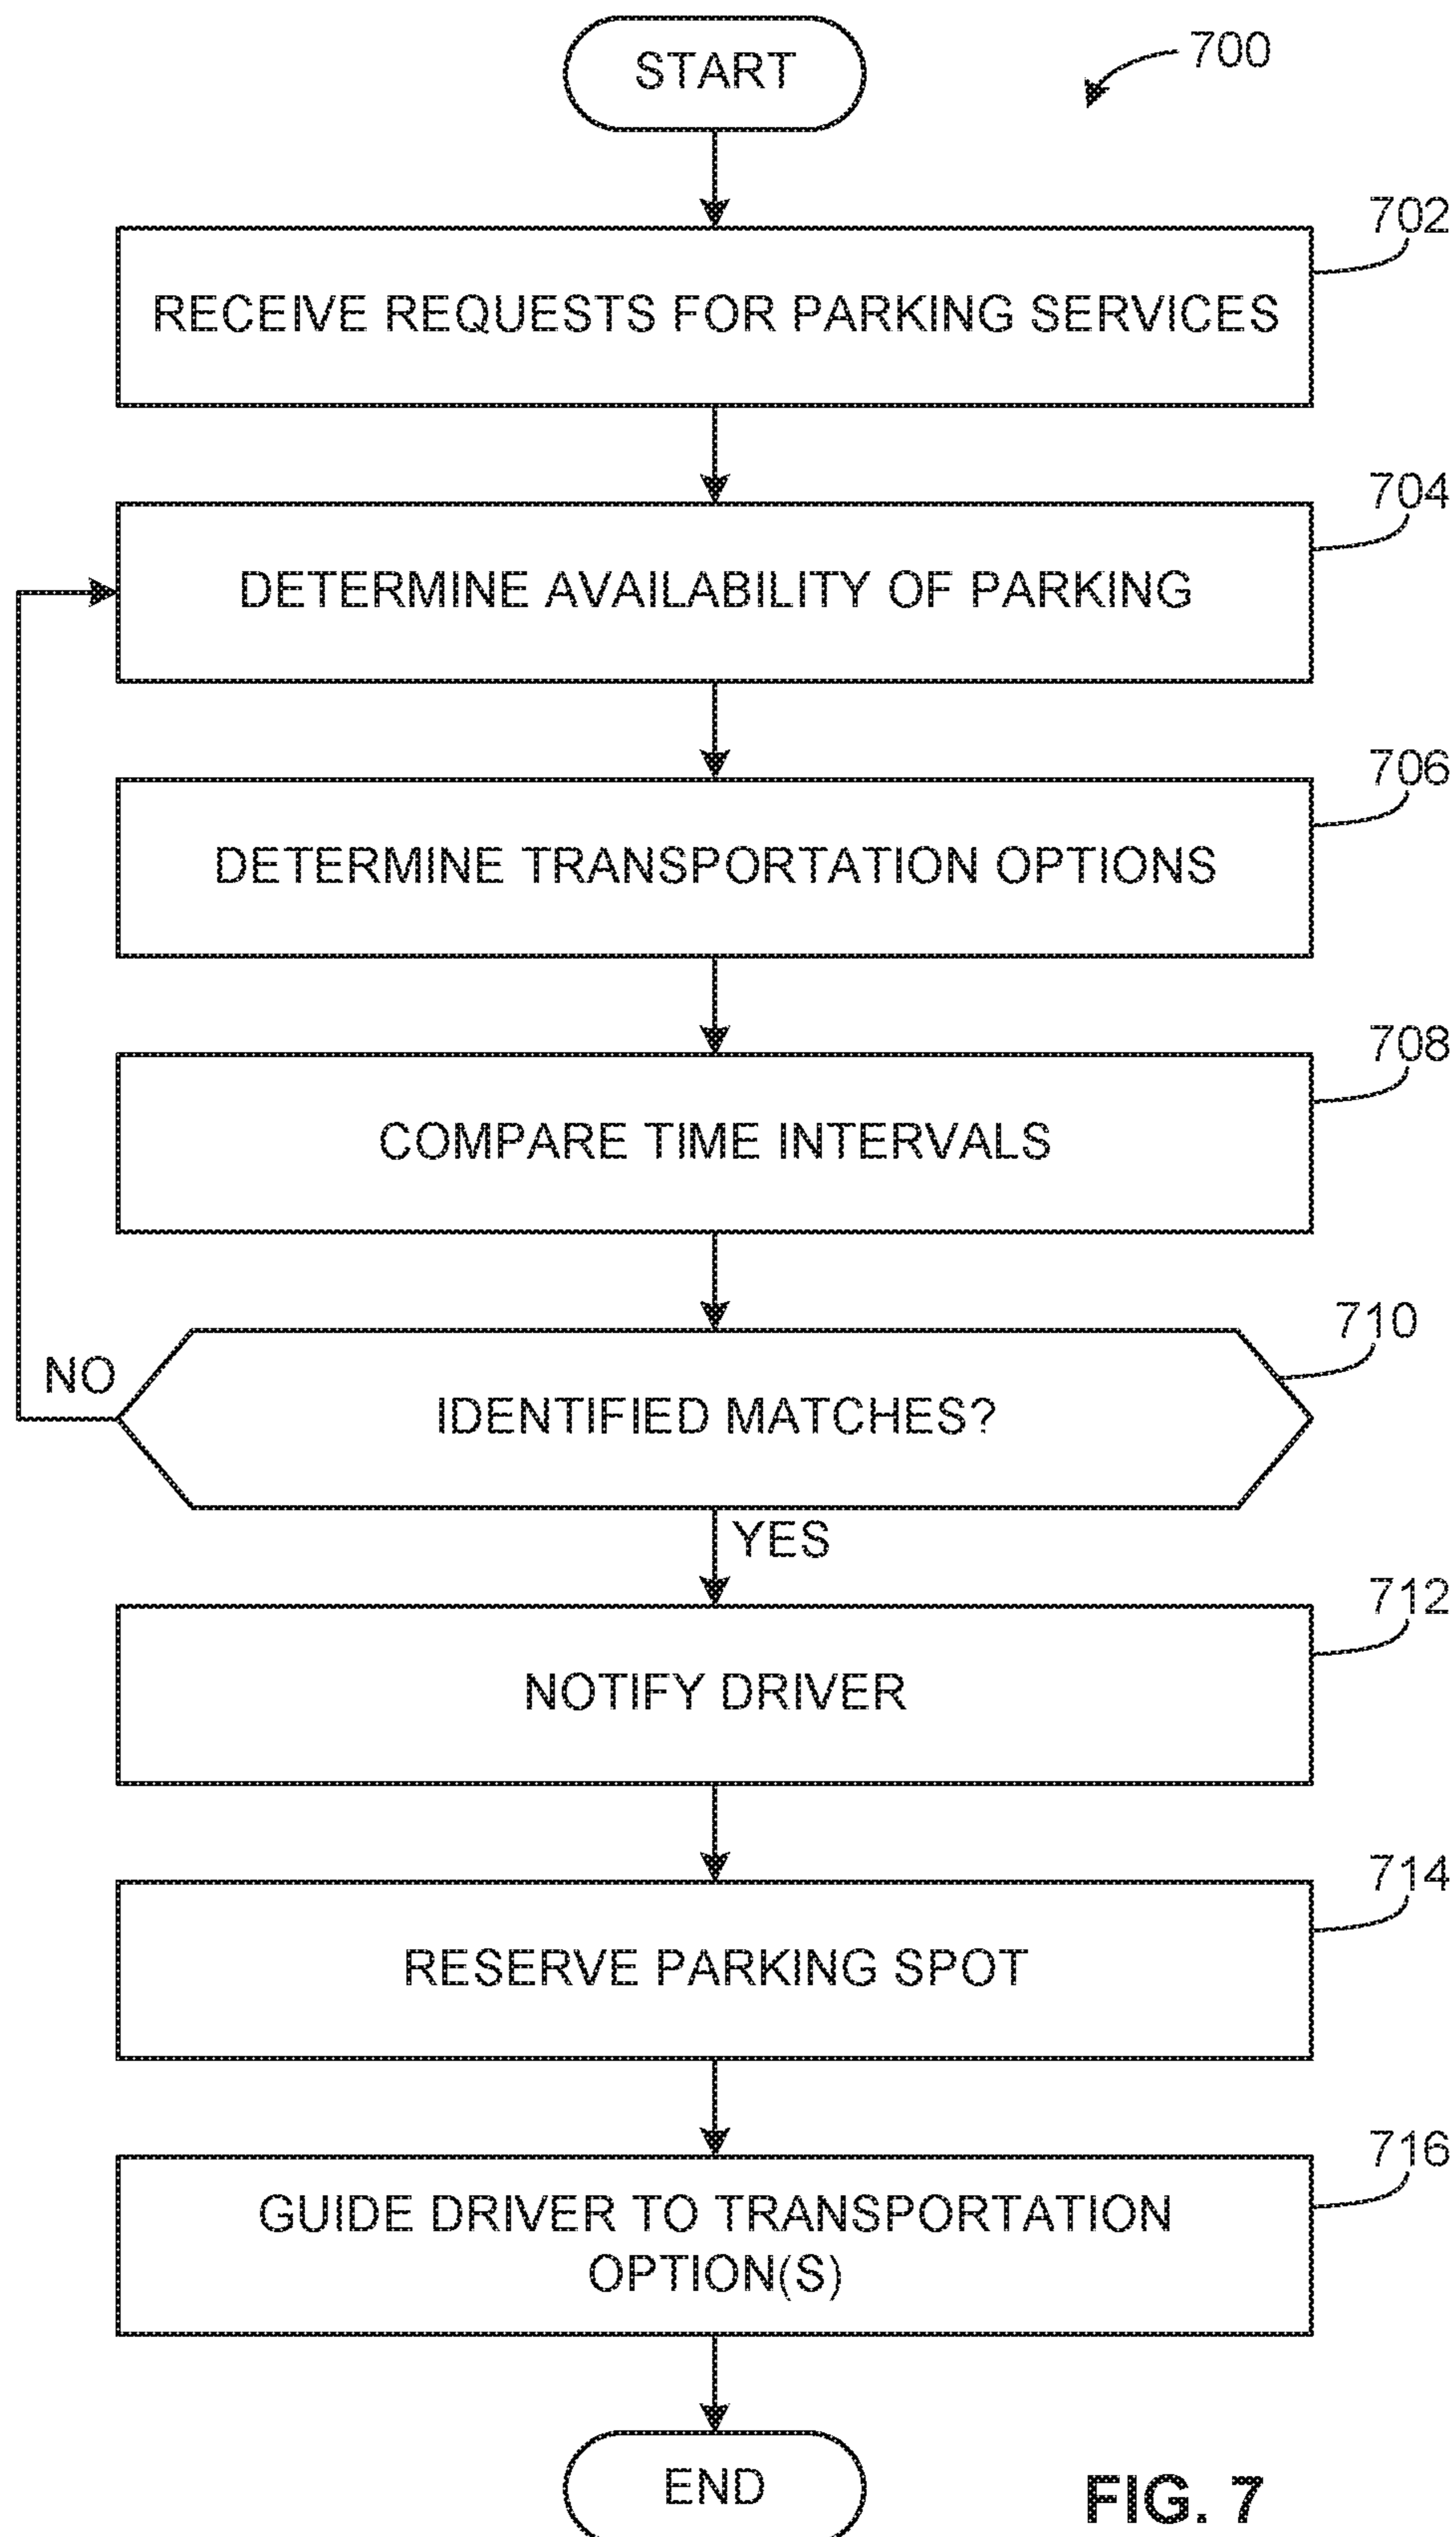 START
700
702
RECEIVE REQUESTS FOR PARKING SERVICES
704
DETERMINE AVAILABILITY OF PARKING
706
DETERMINE TRANSPORTATION OPTIONS
708
COMPARE TIME INTERVALS
710
NO
IDENTIFIED MATCHES?
YES
712
NOTIFY DRIVER
714
RESERVE PARKING SPOT
716
GUIDE DRIVER TO TRANSPORTATION
OPTION(S)
END
FIG. 7